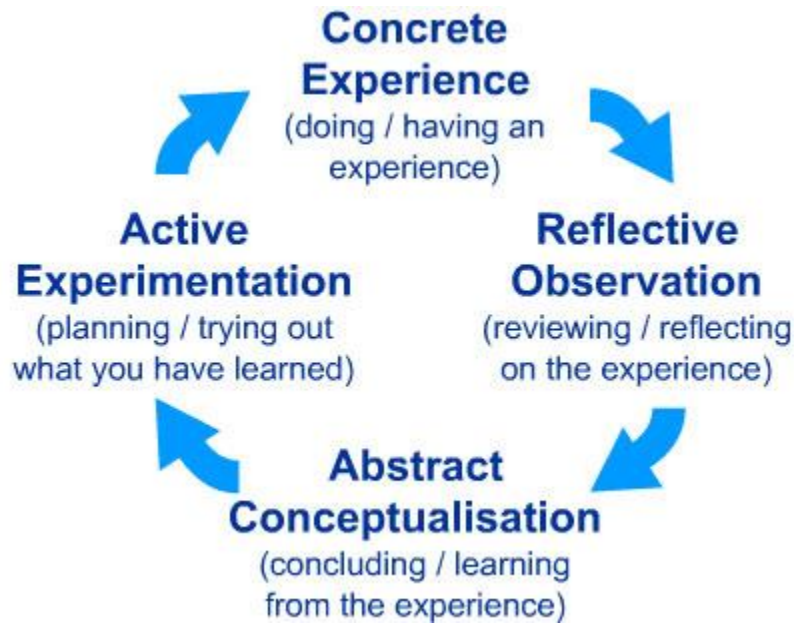 Concrete
Experience
(doing / having an
experience)
Active
Experimentation
(planning / trying out
what you have learned)
Reflective
Observation
(reviewing / reflecting
on the experience)
Abstract
Conceptualisation
(concluding / learning
from the experience)